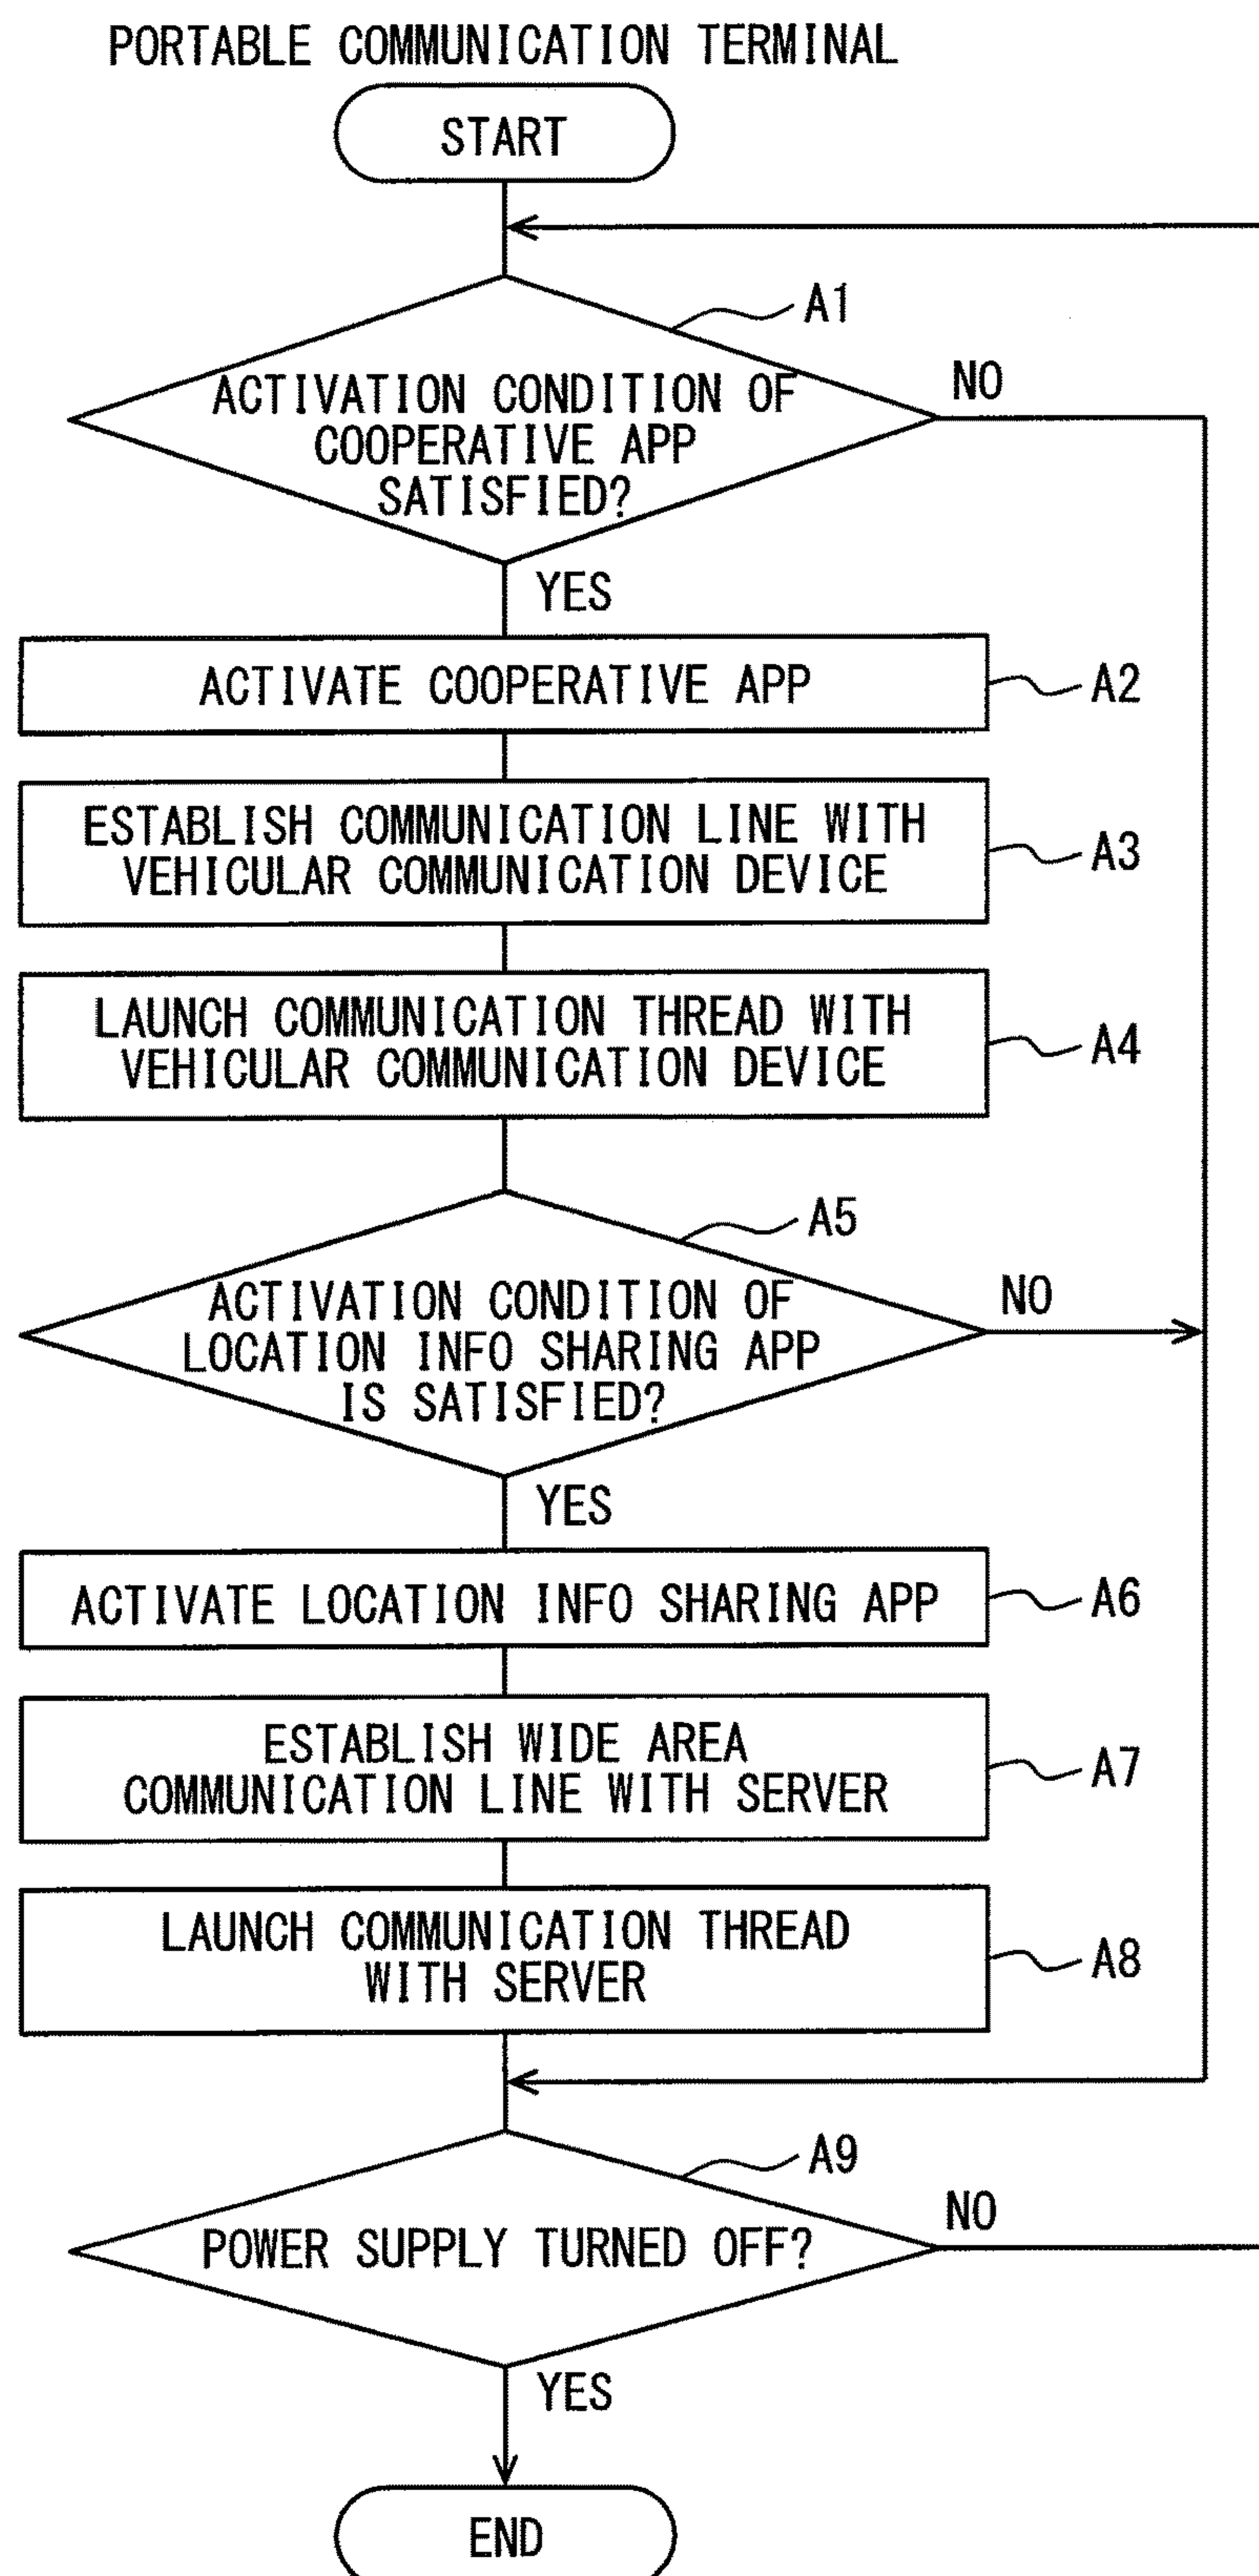 PORTABLE COMMUNICATION TERMINAL
START
A1
ACTIVATION CONDITION OF
COOPERATIVE APP
SATISFIED?
NO
YES
ACTIVATE COOPERATIVE APP
A2
ESTABLISH COMMUNICATION LINE WITH
VEHICULAR COMMUNICATION DEVICE
A3
LAUNCH COMMUNICATION THREAD WITH
VEHICULAR COMMUNICATION DEVICE
A4
A5
ACTIVATION CONDITION OF
LOCATION INFO SHARING APP
IS SATISFIED?
NO
YES
ACTIVATE LOCATION INFO SHARING APP
A6
ESTABLISH WIDE AREA
COMMUNICATION LINE WITH SERVER
A7
LAUNCH COMMUNICATION THREAD
WITH SERVER
A8
A9
POWER SUPPLY TURNED OFF?
NO
YES
END